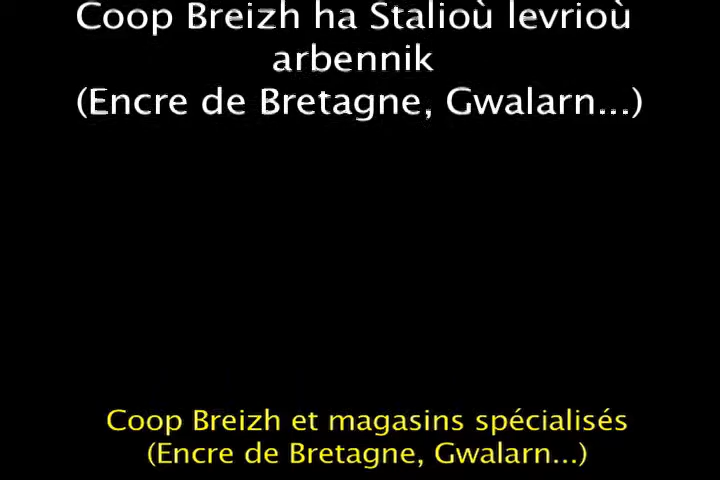 Coop Breizh ha Stalioù levrioù
arbennik
(Encre de Bretagne, Gwalarn...)
Coop Breizh et magasins spécialisés
(Encre de Bretagne, Gwalarn...)